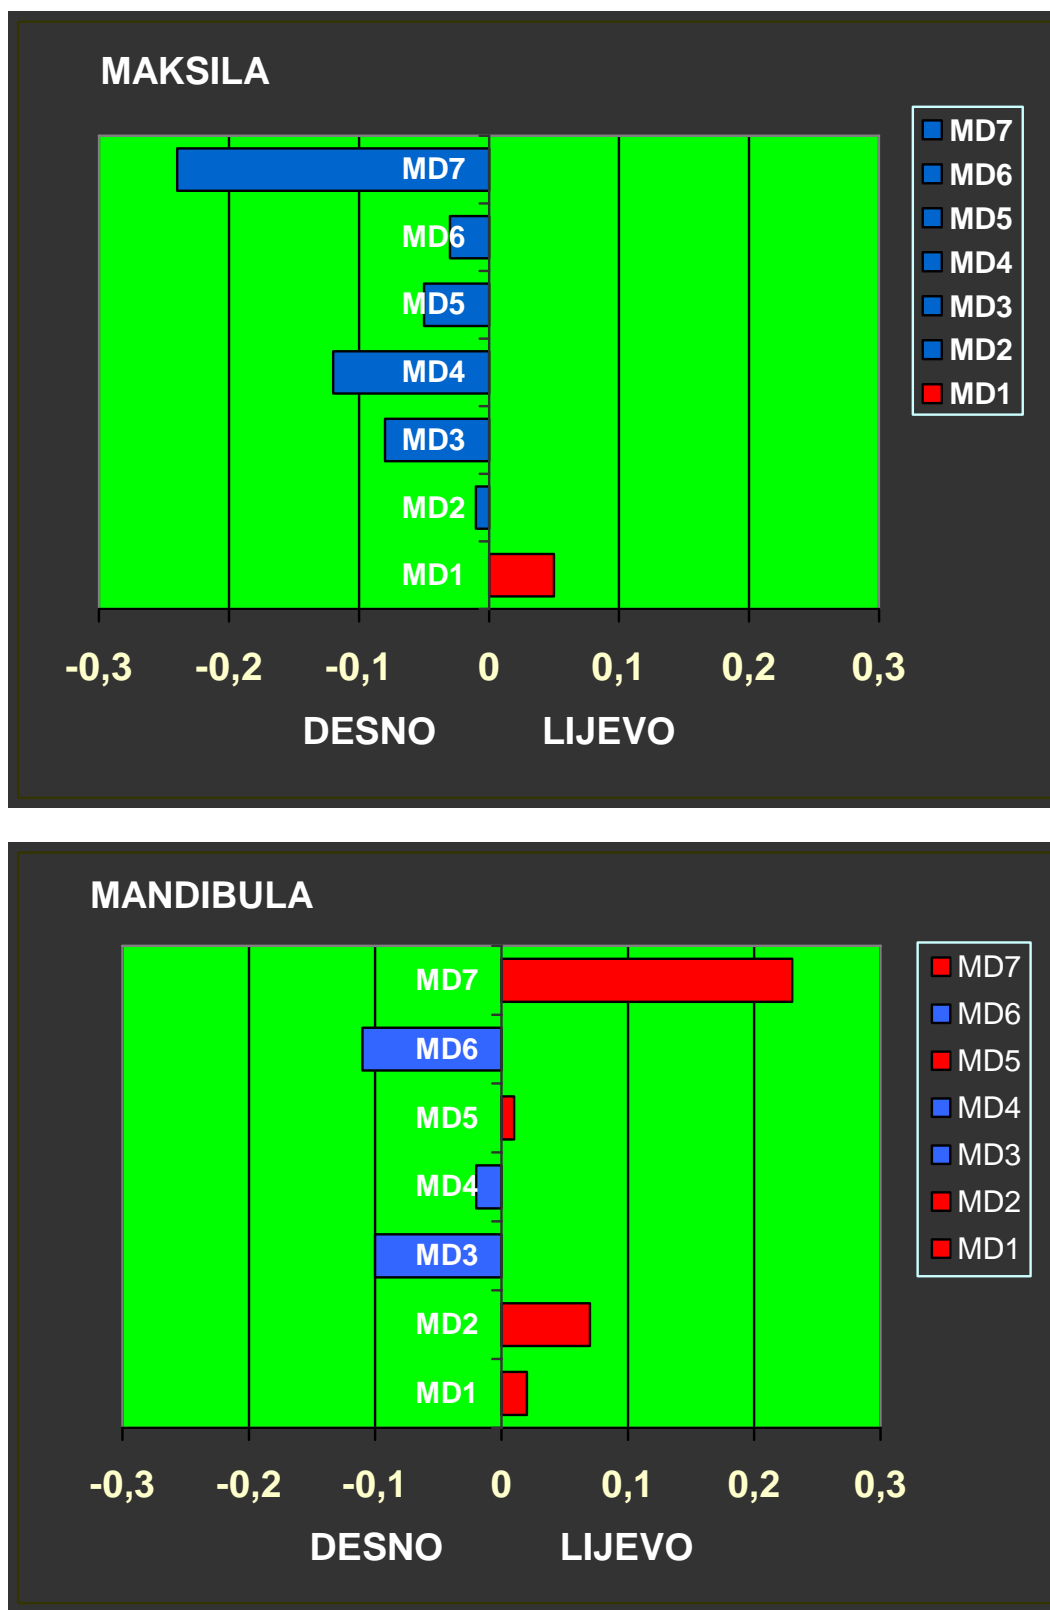 MAKSILA
MD7
MD6
MD5
MD4
MD3
MD2
MD1
-0,3 -0,2 -0,1 0 0,1 0,2 0,3
DESNO LIJEVO
MD7
MD6
MD5
MD4
MD3
MD2
MD1
MANDIBULA
MD7
MD6
MD5
MD4
MD3
MD2
MD1
-0,3 -0,2 -0,1 0 0,1 0,2 0,3
DESNO LIJEVO
MD7
MD6
MD5
MD4
MD3
MD2
MD1